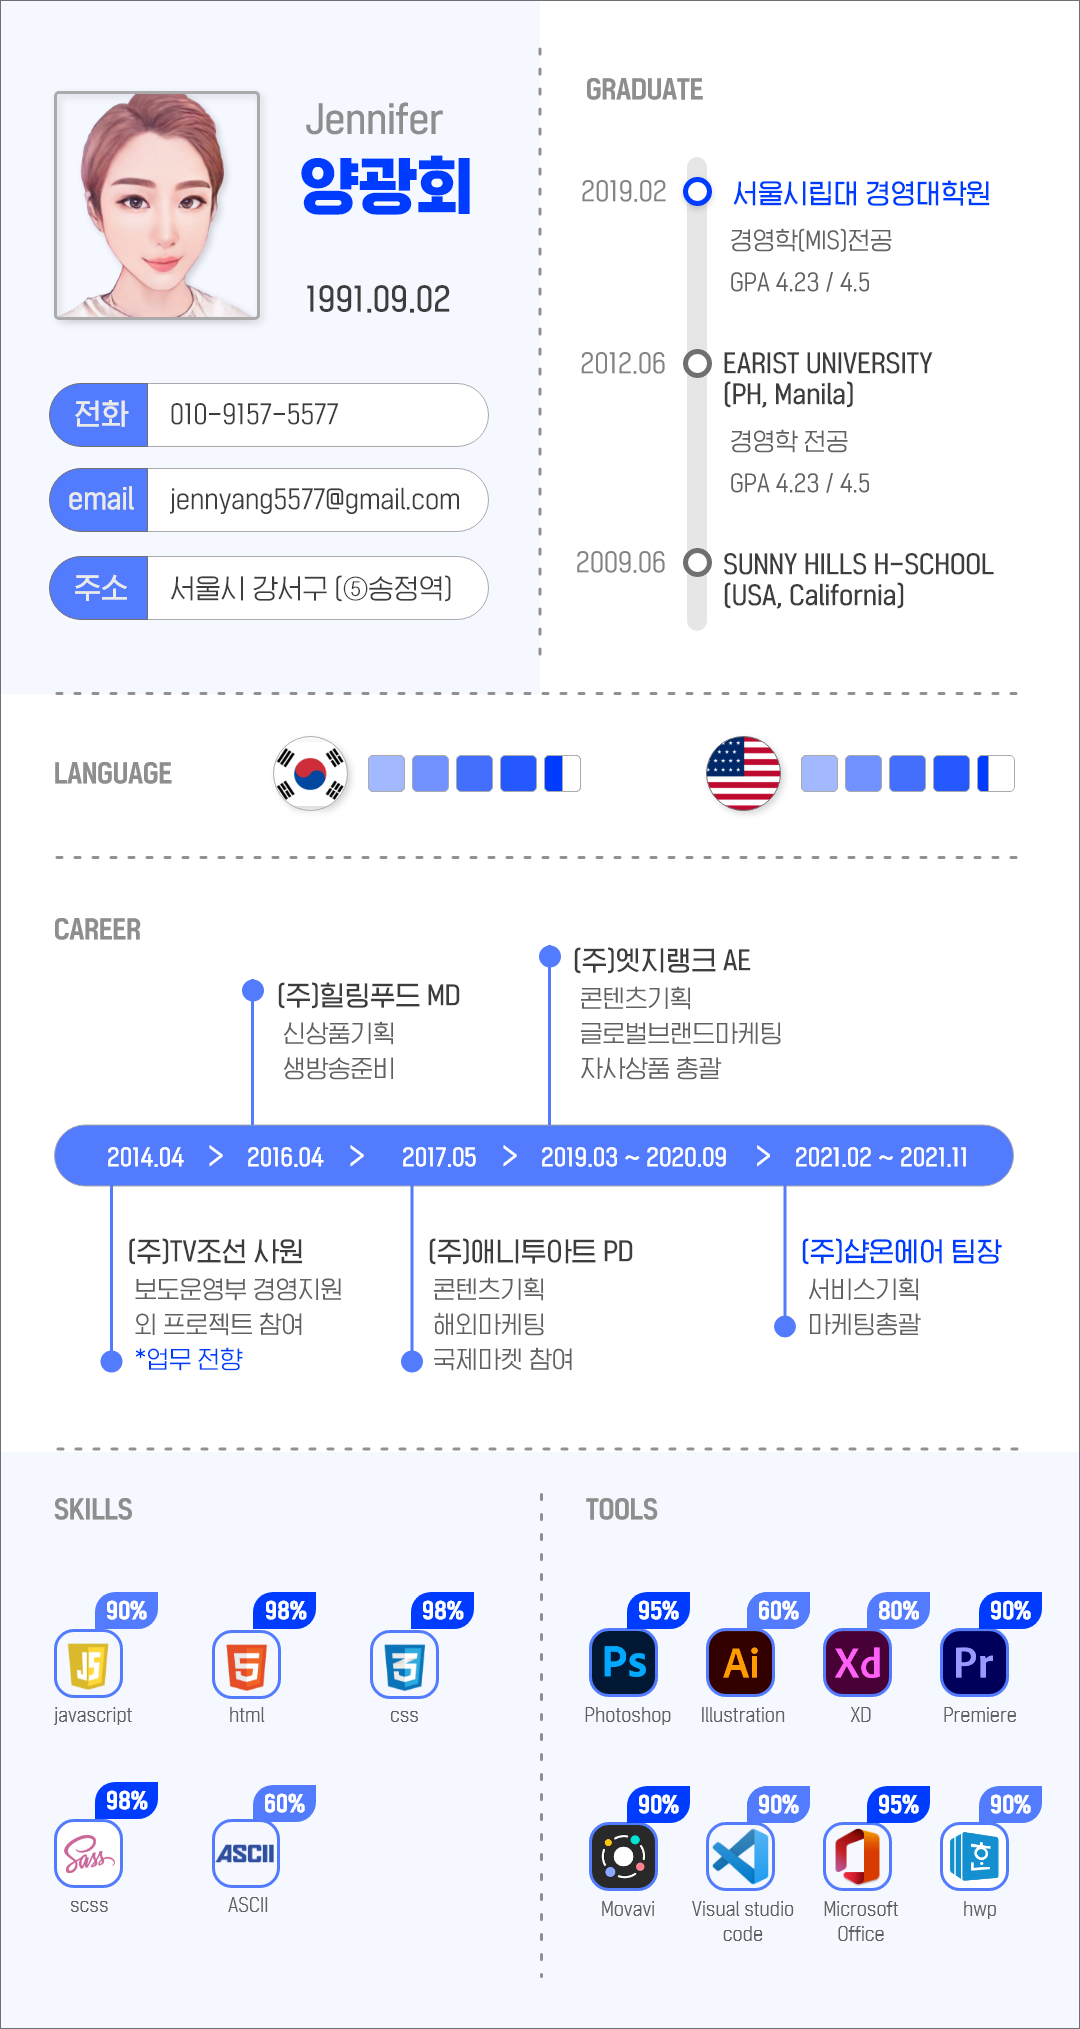 Jennifer
양광회
1991.09.02
전화
010-9157-5577
email
jennyang5577@gmail.com
주소
서울시 강서구 (⑤송정역)
GRADUATE
2019.02
서울시립대 경영대학원
경영학(MIS)전공
GPA 4.23 / 4.5
2012.06
EARIST UNIVERSITY
(PH, Manila)
경영학 전공
GPA 4.23 / 4.5
2009.06
SUNNY HILLS H-SCHOOL
(USA, California)
LANGUAGE
CAREER
(주)힐링푸드 MD
신상품기획
생방송준비
(주)엣지랭크 AE
콘텐츠기획
글로벌브랜드마케팅
자사상품 총괄
2014.04 > 2016.04 > 2017.05 > 2019.03 ~ 2020.09 > 2021.02 ~ 2021.11
(주)TV조선 사원
보도운영부 경영지원
외 프로젝트 참여
*업무 전향
(주)애니투아트 PD
콘텐츠기획
해외마케팅
국제마켓 참여
(주)샵온에어 팀장
서비스기획
마케팅총괄
SKILLS
90%
JS
javascript
98%
5
html
98%
3
css
98%
Sass
scss
60%
ASCII
ASCII
TOOLS
95%
Ps
Photoshop
60%
Ai
Illustration
80%
Xd
XD
90%
Pr
Premiere
90%
Movavi
90%
Visual studio
code
95%
Microsoft
Office
90%
한
hwp